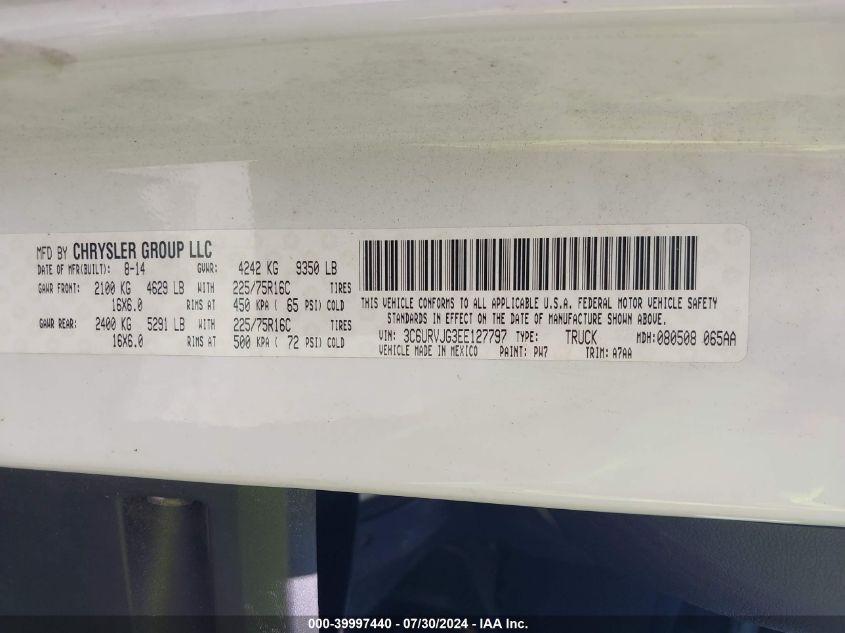 MFD BY CHRYSLER GROUP LLC
DATE OF MFR(BUILT): 8-14 GVWR: 4242 KG 9350 LB
GAWR FRONT: 2100 KG 4629 LB WITH 225/75R16C TIRES
16X6.0 RIMS AT 450 KPA ( 65 PSI) COLD
GAWR REAR: 2400 KG 5291 LB WITH 225/75R16C TIRES
16X6.0 RIMS AT 500 KPA ( 72 PSI) COLD
THIS VEHICLE CONFORMS TO ALL APPLICABLE U.S.A. FEDERAL MOTOR VEHICLE SAFETY
STANDARDS IN EFFECT ON THE DATE OF MANUFACTURE SHOWN ABOVE.
VIN: 3C6URVJG3EE127797 TYPE: TRUCK MDH:080508 065AA
VEHICLE MADE IN MEXICO PAINT: PW7 TRIM: A7AA
000-39997440 - 07/30/2024 - IAA Inc.